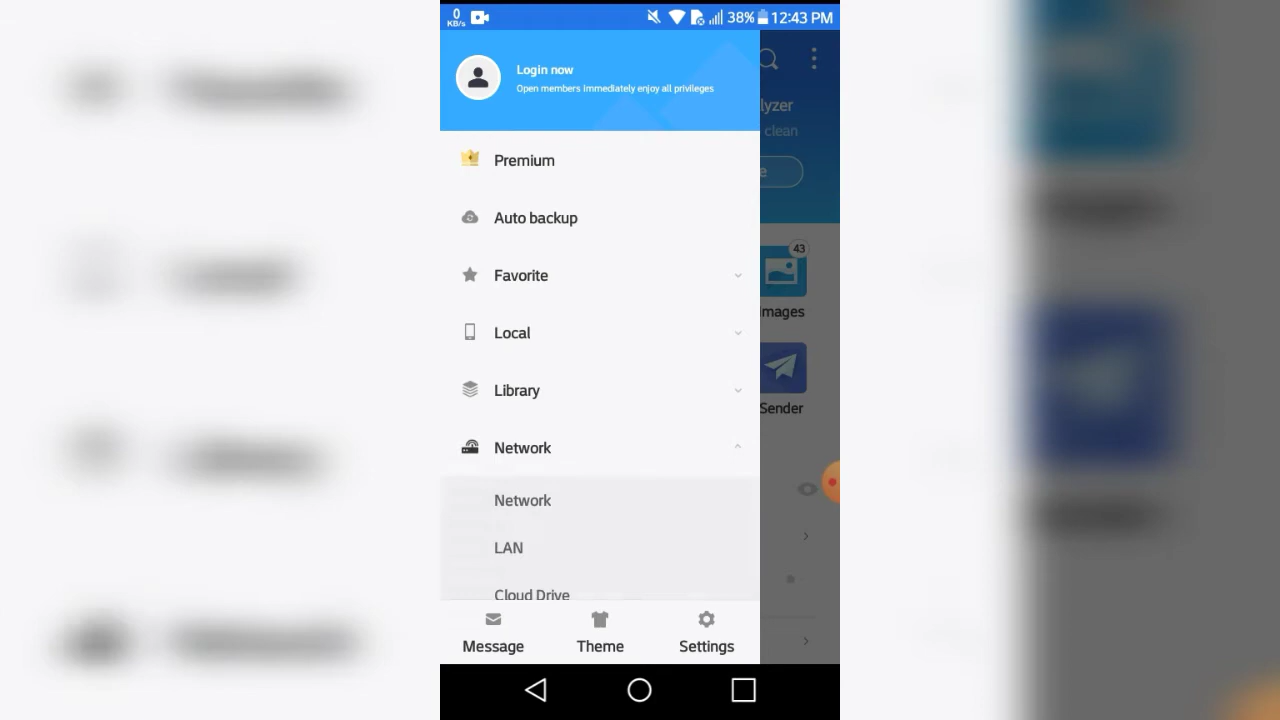 0
KB/s
38%
12:43 PM
Login now
Open members immediately enjoy all privileges
lyzer
clean
e
Premium
Auto backup
Favorite
43
Images
Local
Library
Sender
Network
Network
LAN
Cloud Drive
Message
Theme
Settings